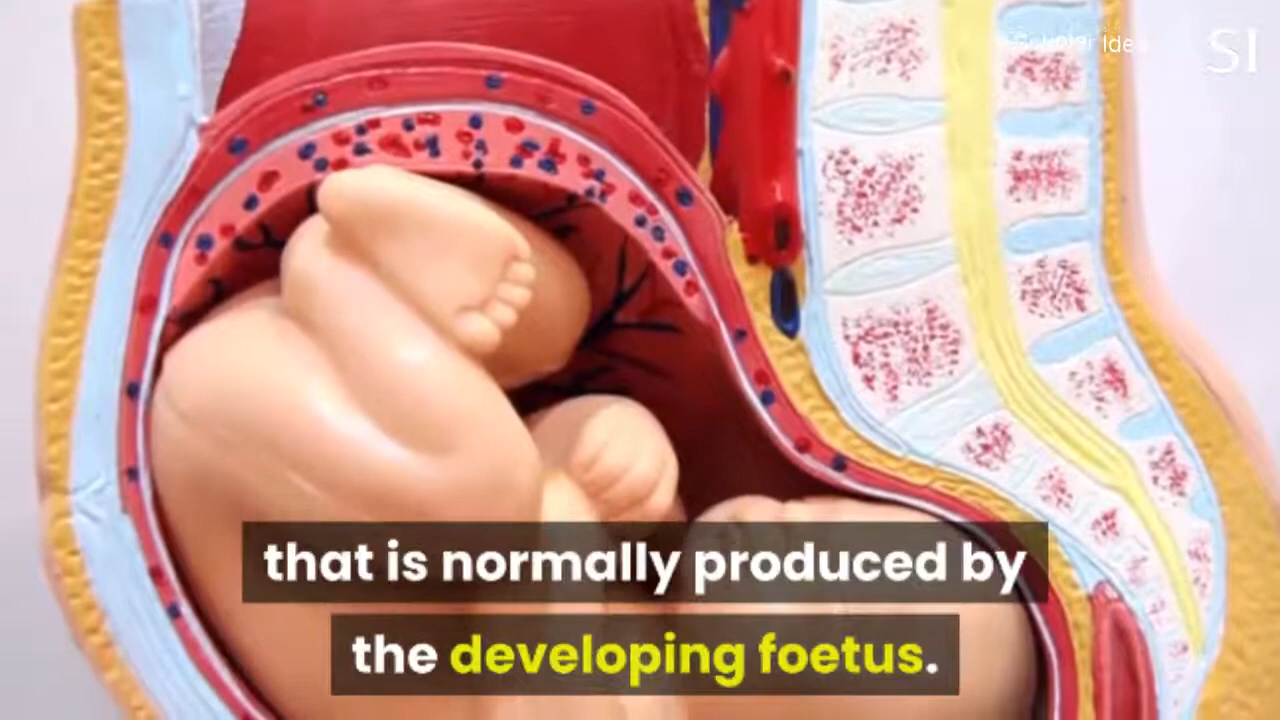 SI
that is normally produced by
the developing foetus.